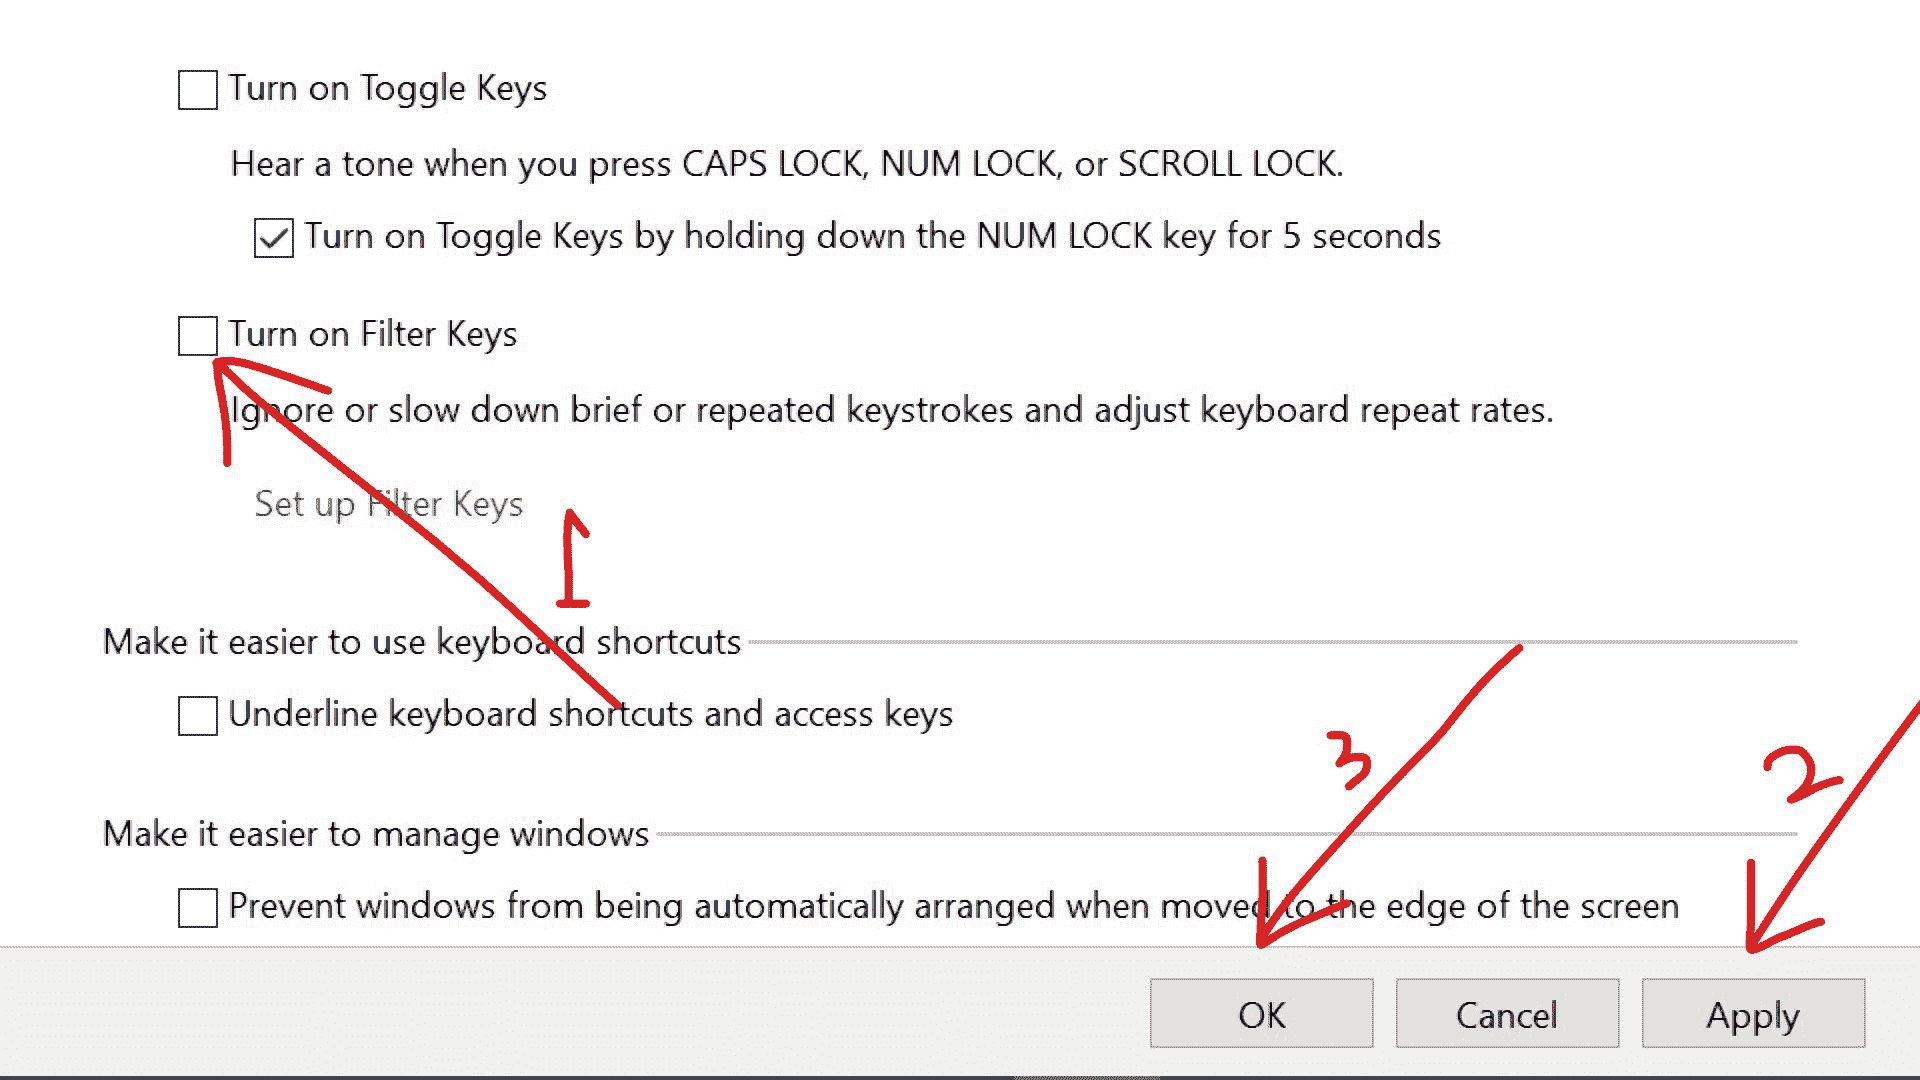 Turn on Toggle Keys
Hear a tone when you press CAPS LOCK, NUM LOCK, or SCROLL LOCK.
Turn on Toggle Keys by holding down the NUM LOCK key for 5 seconds
Turn on Filter Keys
Ignore or slow down brief or repeated keystrokes and adjust keyboard repeat rates.
Set up Filter Keys
1
Make it easier to use keyboard shortcuts
Underline keyboard shortcuts and access keys
3
2
Make it easier to manage windows
Prevent windows from being automatically arranged when moved to the edge of the screen
OK Cancel Apply